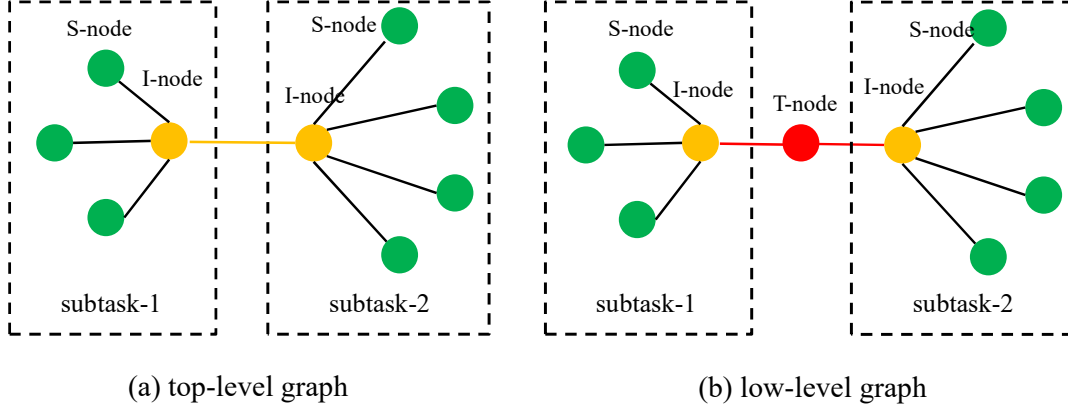 S-node
I-node
subtask-1
S-node
I-node
subtask-2
(a) top-level graph
S-node
I-node
subtask-1
T-node
S-node
I-node
subtask-2
(b) low-level graph